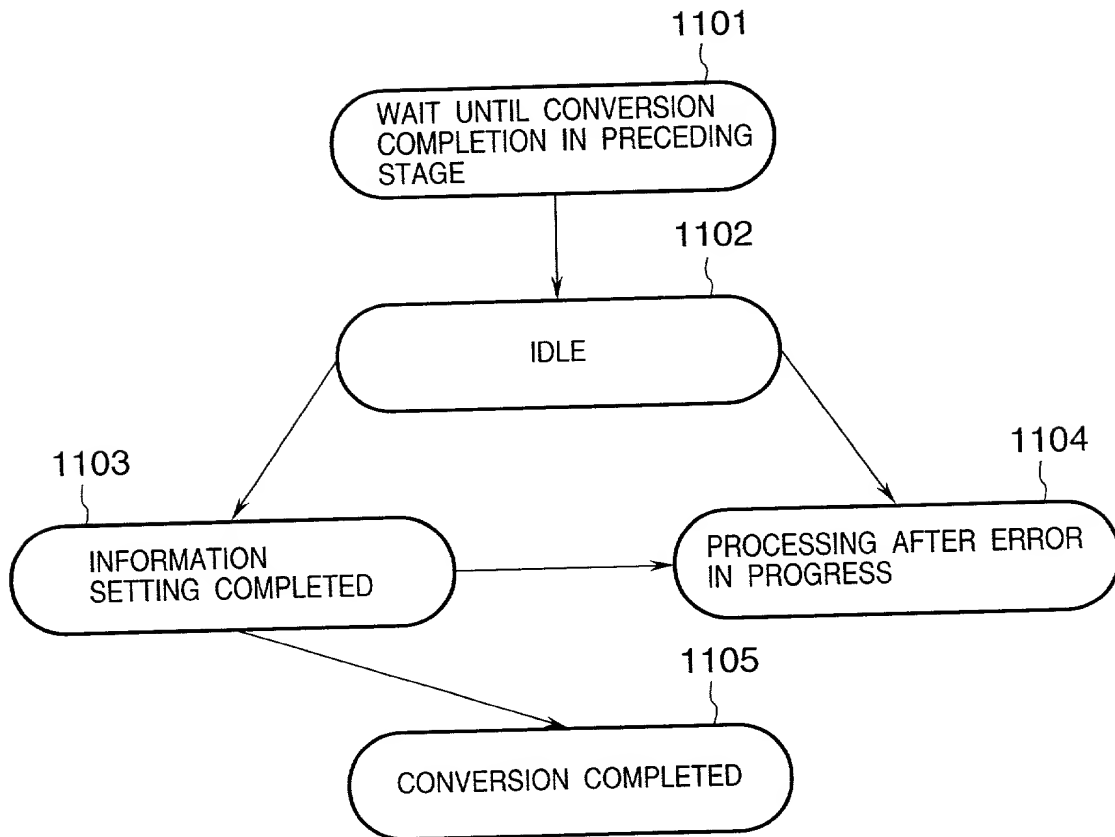 1101
WAIT UNTIL CONVERSION
COMPLETION IN PRECEDING
STAGE
1102
IDLE
1103
INFORMATION
SETTING COMPLETED
1104
PROCESSING AFTER ERROR
IN PROGRESS
1105
CONVERSION COMPLETED